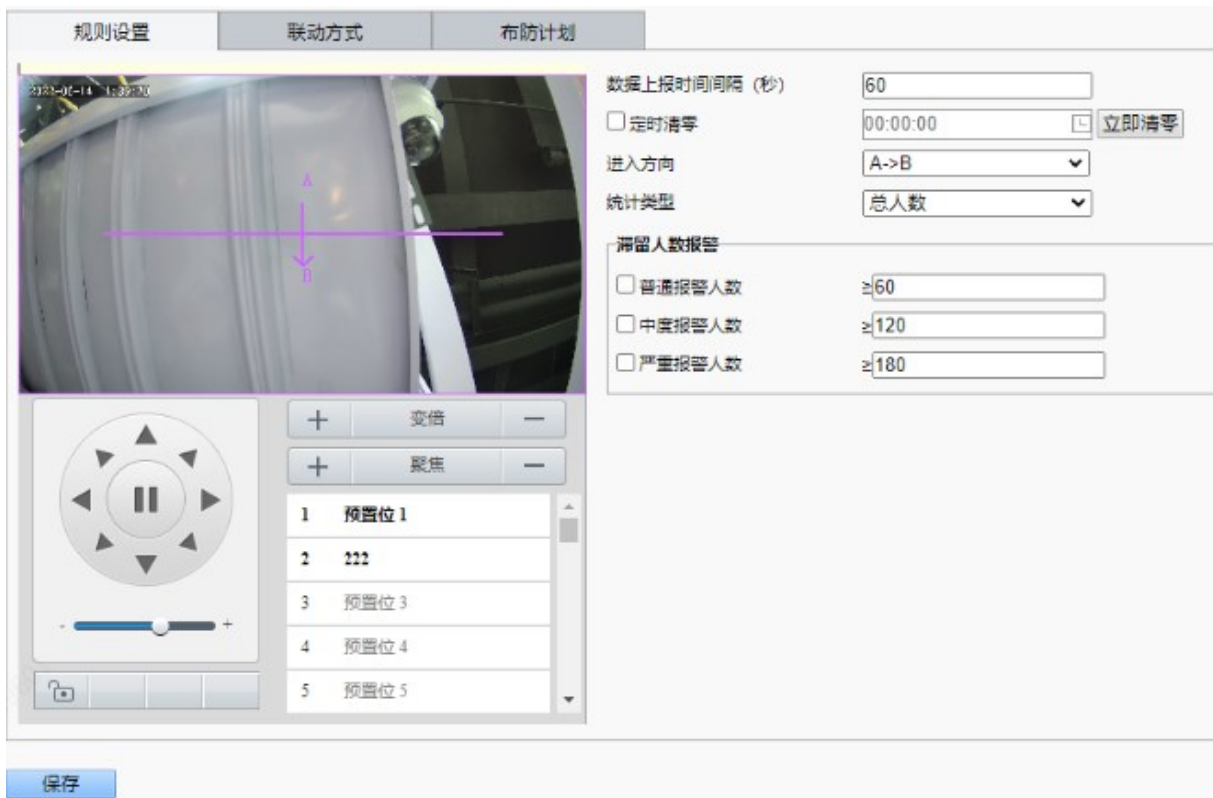 规则设置 联动方式 布防计划
数据上报时间间隔（秒） 60
定时清零 00:00:00 立即清零
进入方向 A->B
统计类型 总人数
滞留人数报警
普通报警人数 ≥60
中度报警人数 ≥120
严重报警人数 ≥180
A
B
+ 变倍 —
+ 聚焦 —
1 预置位 1
2 222
3 预置位 3
4 预置位 4
5 预置位 5
- +
保存